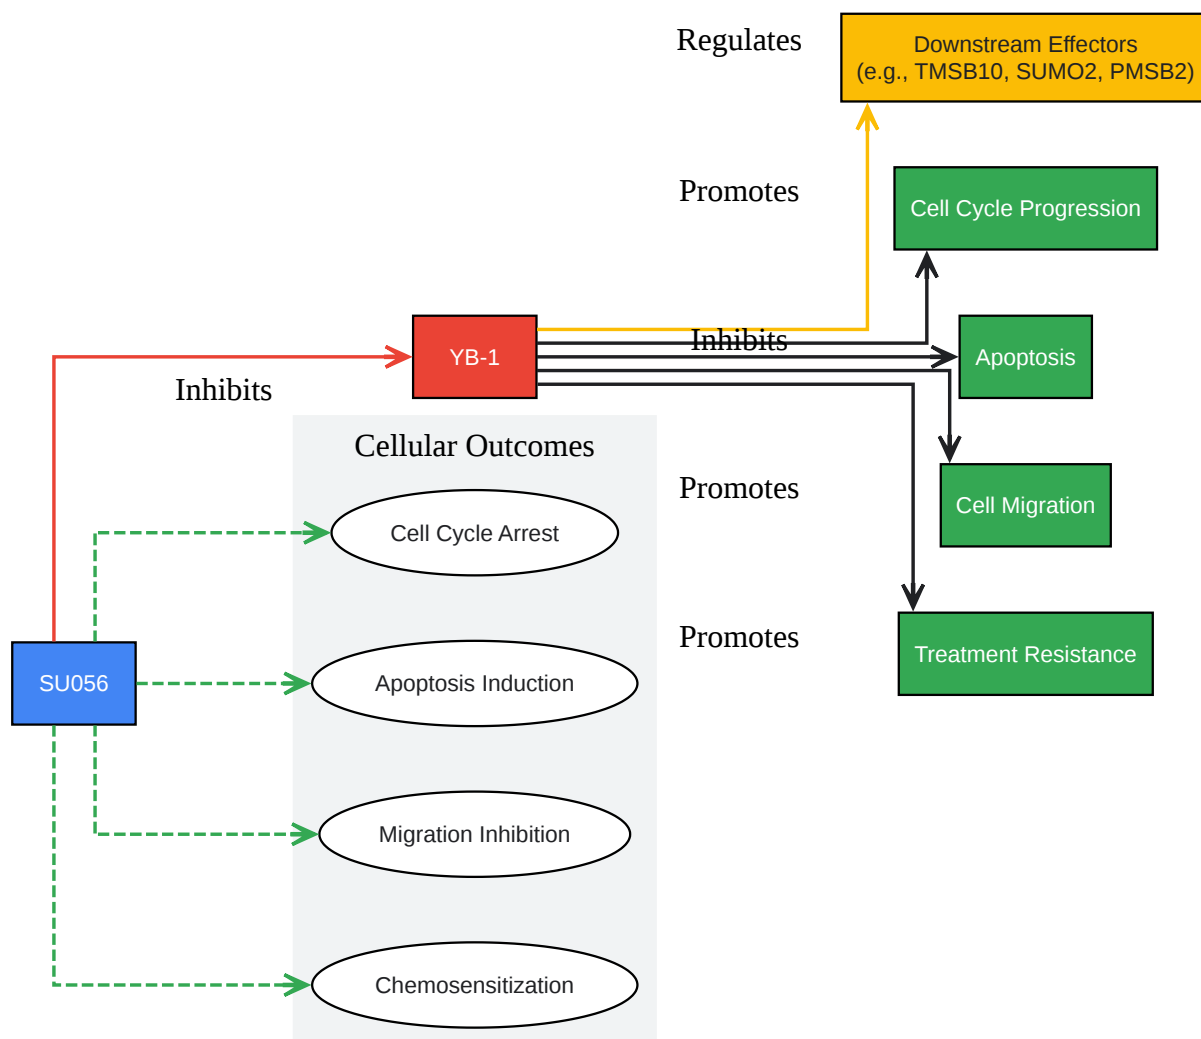 Regulates
Downstream Effectors
(e.g., TMSB10, SUMO2, PMSB2)
Promotes
Cell Cycle Progression
YB-1
Inhibits
Apoptosis
Inhibits
Cellular Outcomes
Promotes
Cell Migration
Cell Cycle Arrest
Promotes
Treatment Resistance
SU056
Apoptosis Induction
Migration Inhibition
Chemosensitization